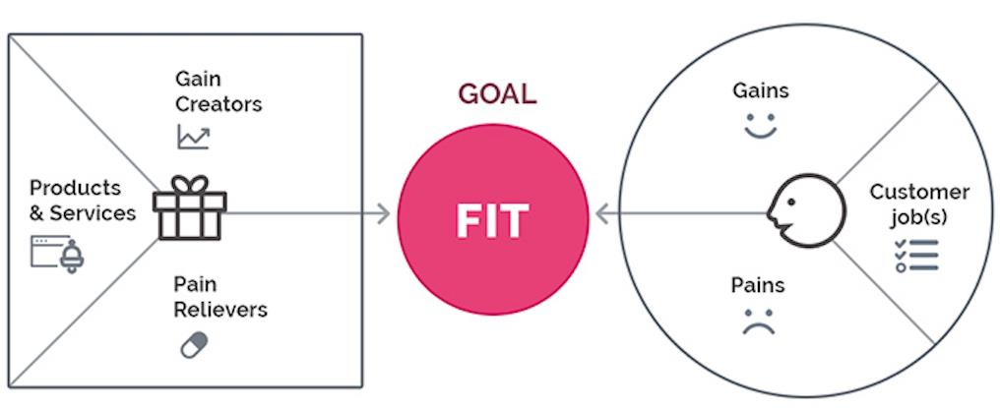 Gain
Creators
Products
& Services
Pain
Relievers
GOAL
FIT
Gains
Customer
job(s)
Pains